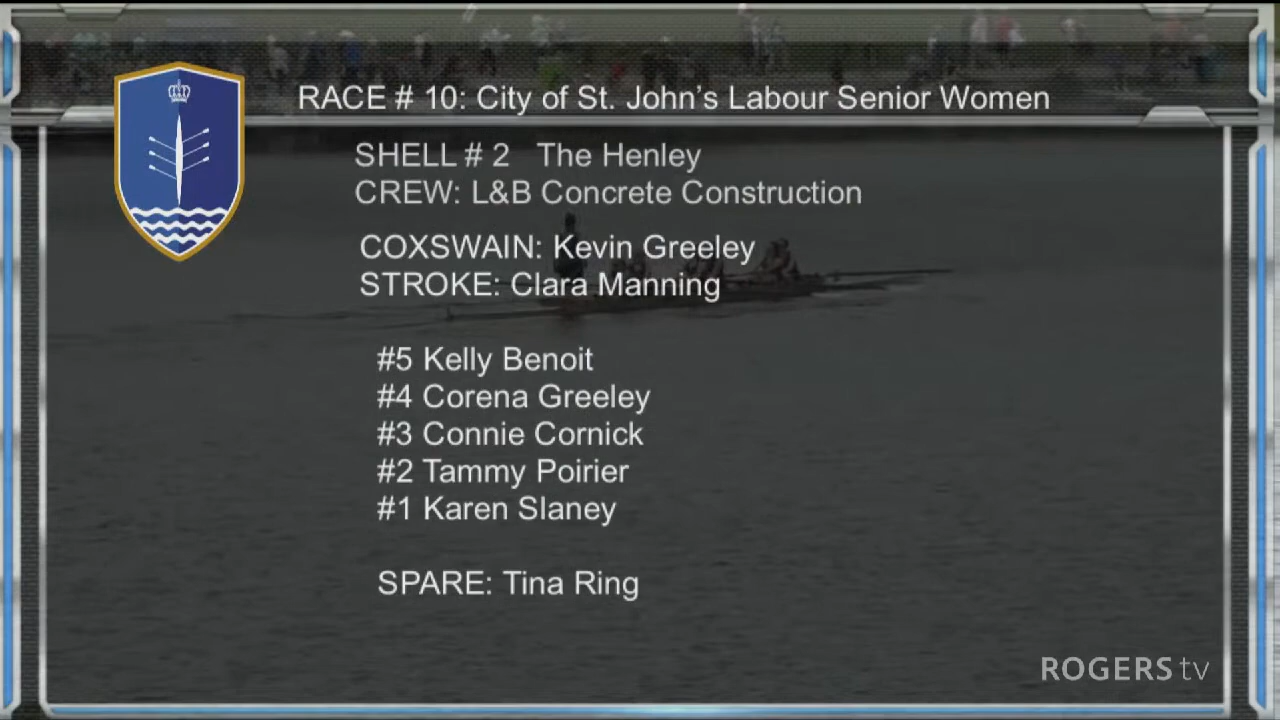 RACE # 10: City of St. John’s Labour Senior Women
SHELL # 2 The Henley
CREW: L&B Concrete Construction
COXSWAIN: Kevin Greeley
STROKE: Clara Manning
#5 Kelly Benoit
#4 Corena Greeley
#3 Connie Cornick
#2 Tammy Poirier
#1 Karen Slaney
SPARE: Tina Ring
ROGERS tv